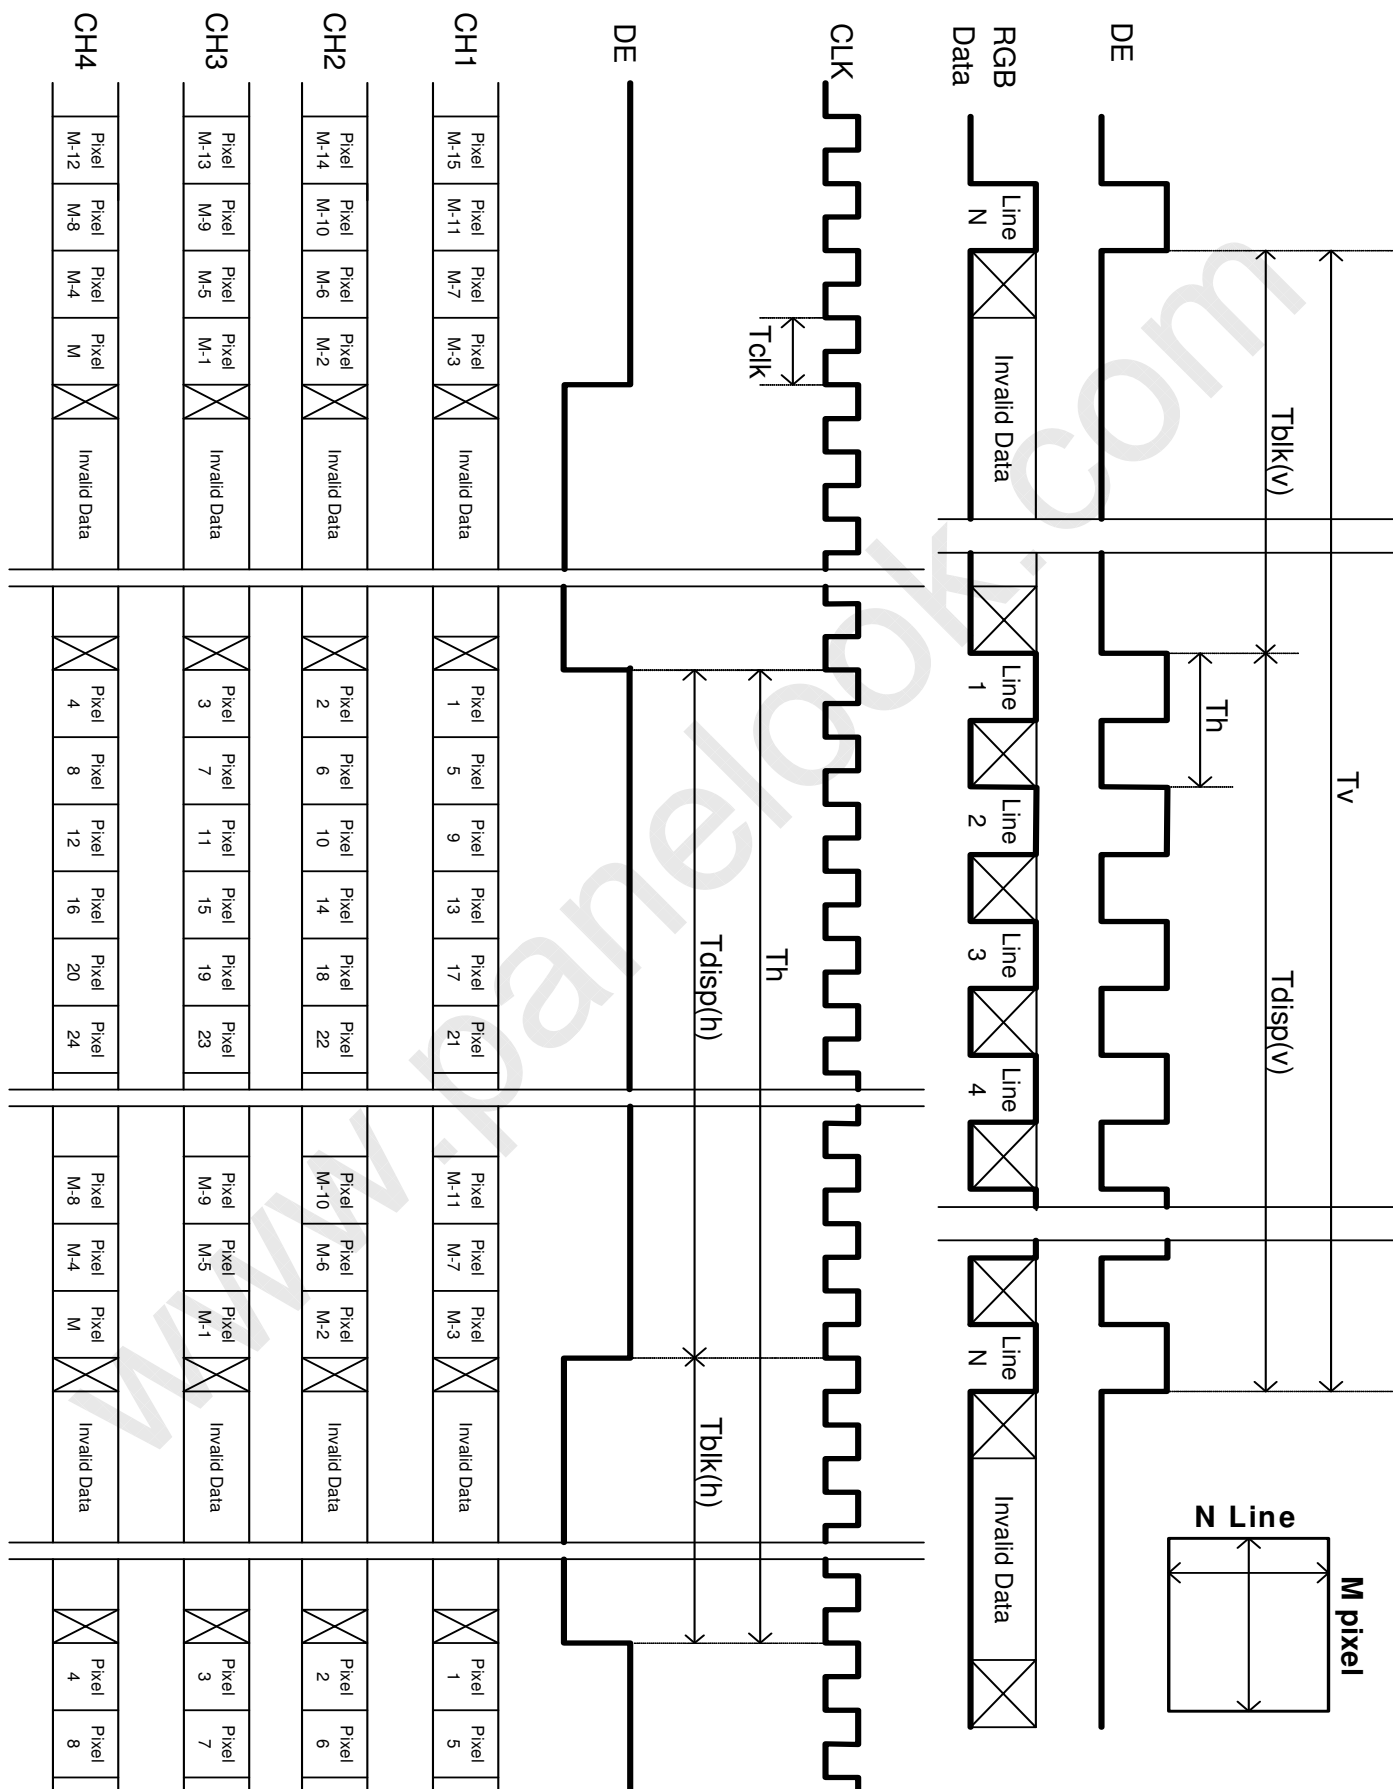 DE
RGB
Data
Line
N
Invalid Data
Line
1
Line
2
Line
3
Line
4
Line
N
Invalid Data
Tv
Tblk(v)
Tdisp(v)
Th
N Line
M pixel
CLK
Tclk
DE
Th
Tdisp(h)
Tblk(h)
CH1
Pixel M-15
Pixel M-11
Pixel M-7
Pixel M-3
Invalid Data
Pixel 1
Pixel 5
Pixel 9
Pixel 13
Pixel 17
Pixel 21
Pixel M-11
Pixel M-7
Pixel M-3
Invalid Data
Pixel 1
Pixel 5
CH2
Pixel M-14
Pixel M-10
Pixel M-6
Pixel M-2
Invalid Data
Pixel 2
Pixel 6
Pixel 10
Pixel 14
Pixel 18
Pixel 22
Pixel M-10
Pixel M-6
Pixel M-2
Invalid Data
Pixel 2
Pixel 6
CH3
Pixel M-13
Pixel M-9
Pixel M-5
Pixel M-1
Invalid Data
Pixel 3
Pixel 7
Pixel 11
Pixel 15
Pixel 19
Pixel 23
Pixel M-9
Pixel M-5
Pixel M-1
Invalid Data
Pixel 3
Pixel 7
CH4
Pixel M-12
Pixel M-8
Pixel M-4
Pixel M
Invalid Data
Pixel 4
Pixel 8
Pixel 12
Pixel 16
Pixel 20
Pixel 24
Pixel M-8
Pixel M-4
Pixel M
Invalid Data
Pixel 4
Pixel 8
www.panelook.com